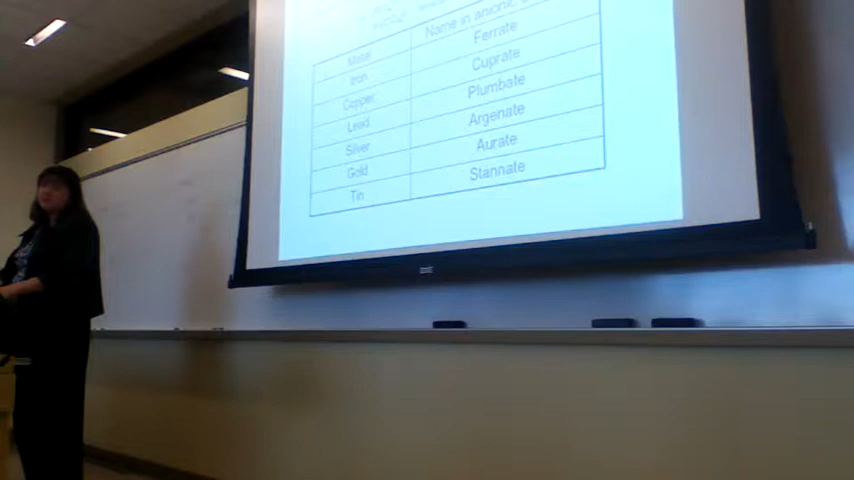 Metal Name in anionic
Iron Ferrate
Copper Cuprate
Lead Plumbate
Silver Argenate
Gold Aurate
Tin Stannate